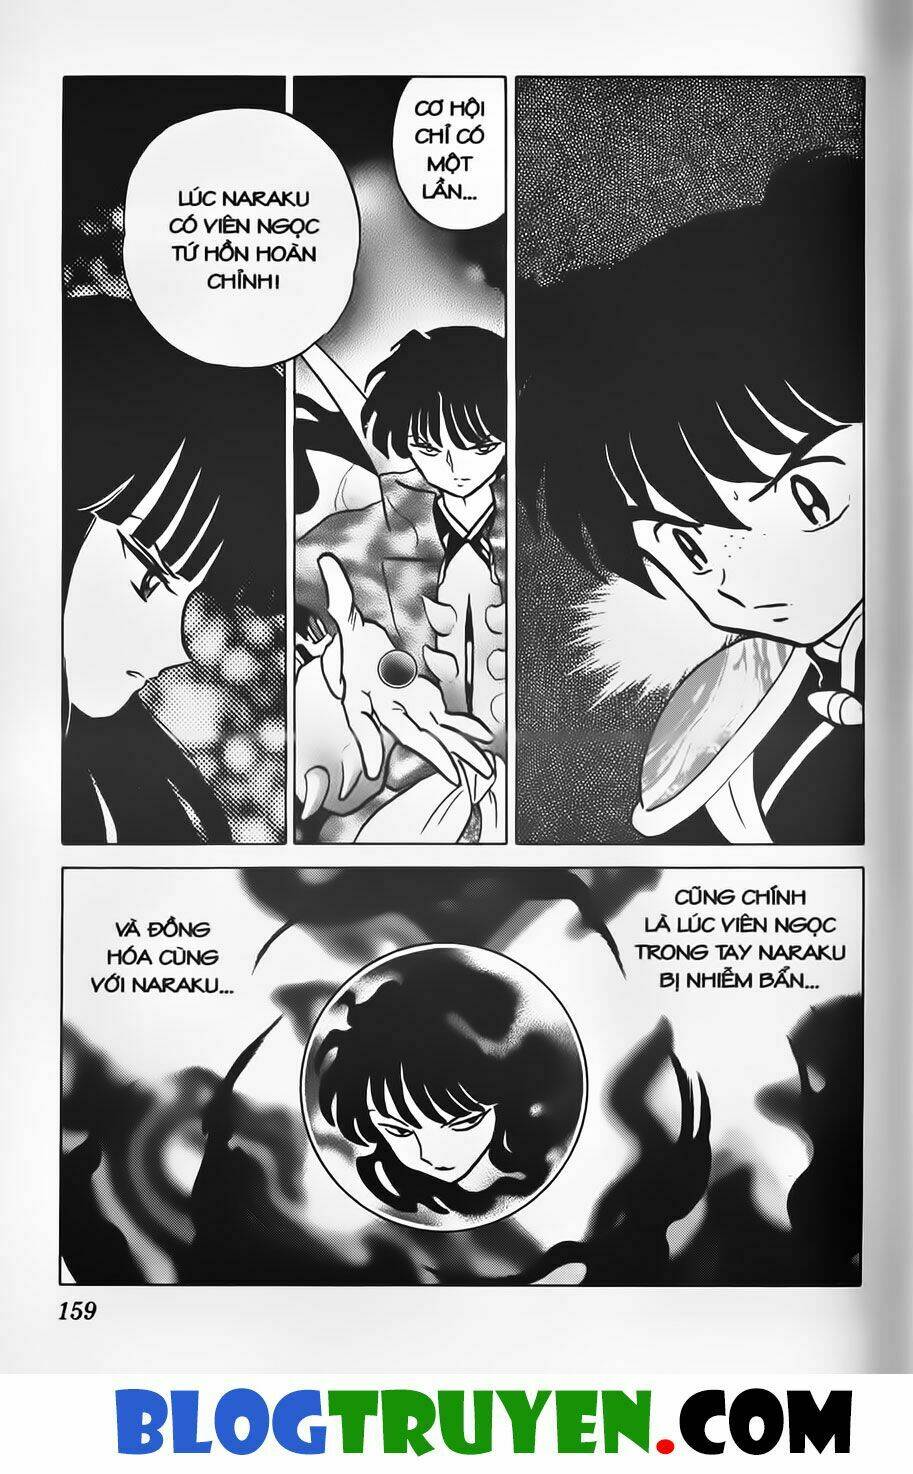 CƠ HỘI
CHỈ CÓ
MỘT
LẦN...
LÚC NARAKU
CÓ VIÊN NGỌC
TỨ HỒN HOÀN
CHỈNH!
CŨNG CHÍNH
LÀ LÚC VIÊN NGỌC
TRONG TAY NARAKU
BỊ NHIỄM BẨN...
VÀ ĐỒNG
HÓA CÙNG
VỚI NARAKU...
159
BLOGTRUYEN.COM